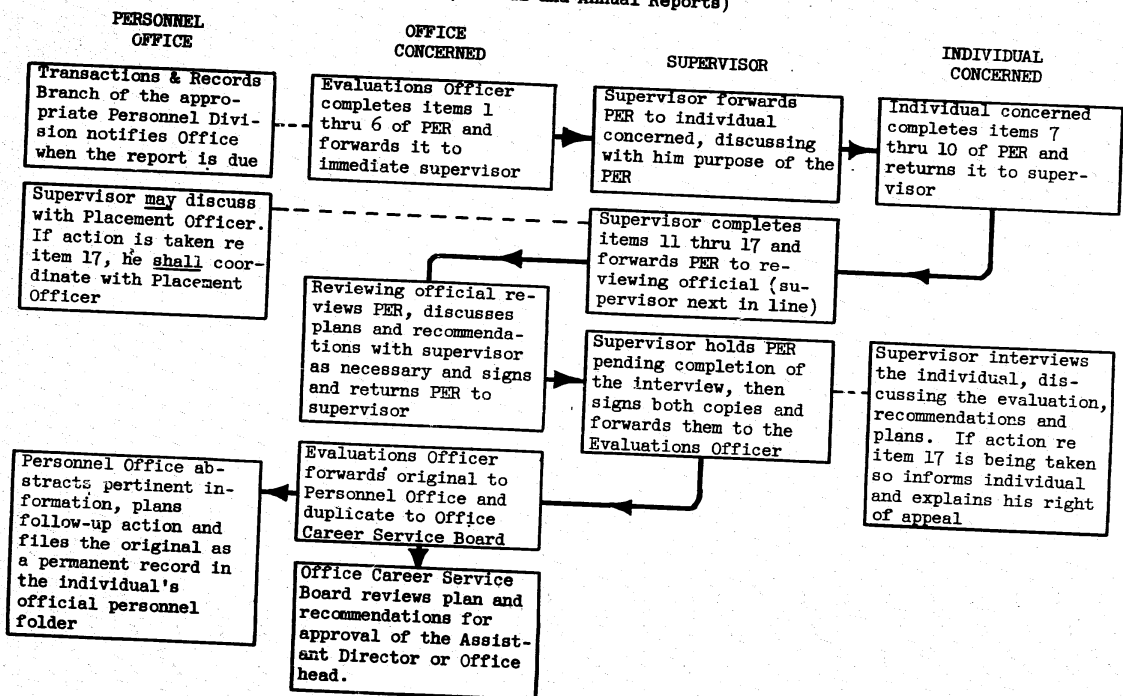 and Annual Reports)
PERSONNEL
OFFICE
OFFICE
CONCERNED
SUPERVISOR
INDIVIDUAL
CONCERNED
Transactions & Records
Branch of the appro-
priate Personnel Divi-
sion notifies Office
when the report is due
Evaluations Officer
completes items 1
thru 6 of PER and
forwards it to
immediate supervisor
Supervisor forwards
PER to individual
concerned, discussing
with him purpose of the
PER
Individual concerned
completes items 7
thru 10 of PER and
returns it to super-
visor
Supervisor may discuss
with Placement Officer.
If action is taken re
item 17, he shall coor-
dinate with Placement
Officer
Supervisor completes
items 11 thru 17 and
forwards PER to re-
viewing official (su-
pervisor next in line)
Reviewing official re-
views PER, discusses
plans and recommenda-
tions with supervisor
as necessary and signs
and returns PER to
supervisor
Supervisor holds PER
pending completion of
the interview, then
signs both copies and
forwards them to the
Evaluations Officer
Supervisor interviews
the individual, dis-
cussing the evaluation,
recommendations and
plans. If action re
item 17 is being taken
so informs individual
and explains his right
of appeal
Personnel Office ab-
stracts pertinent in-
formation, plans
follow-up action and
files the original as
a permanent record in
the individual's
official personnel
folder
Evaluations Officer
forwards original to
Personnel Office and
duplicate to Office
Career Service Board
Office Career Service
Board reviews plan and
recommendations for
approval of the Assist-
ant Director or Office
head.